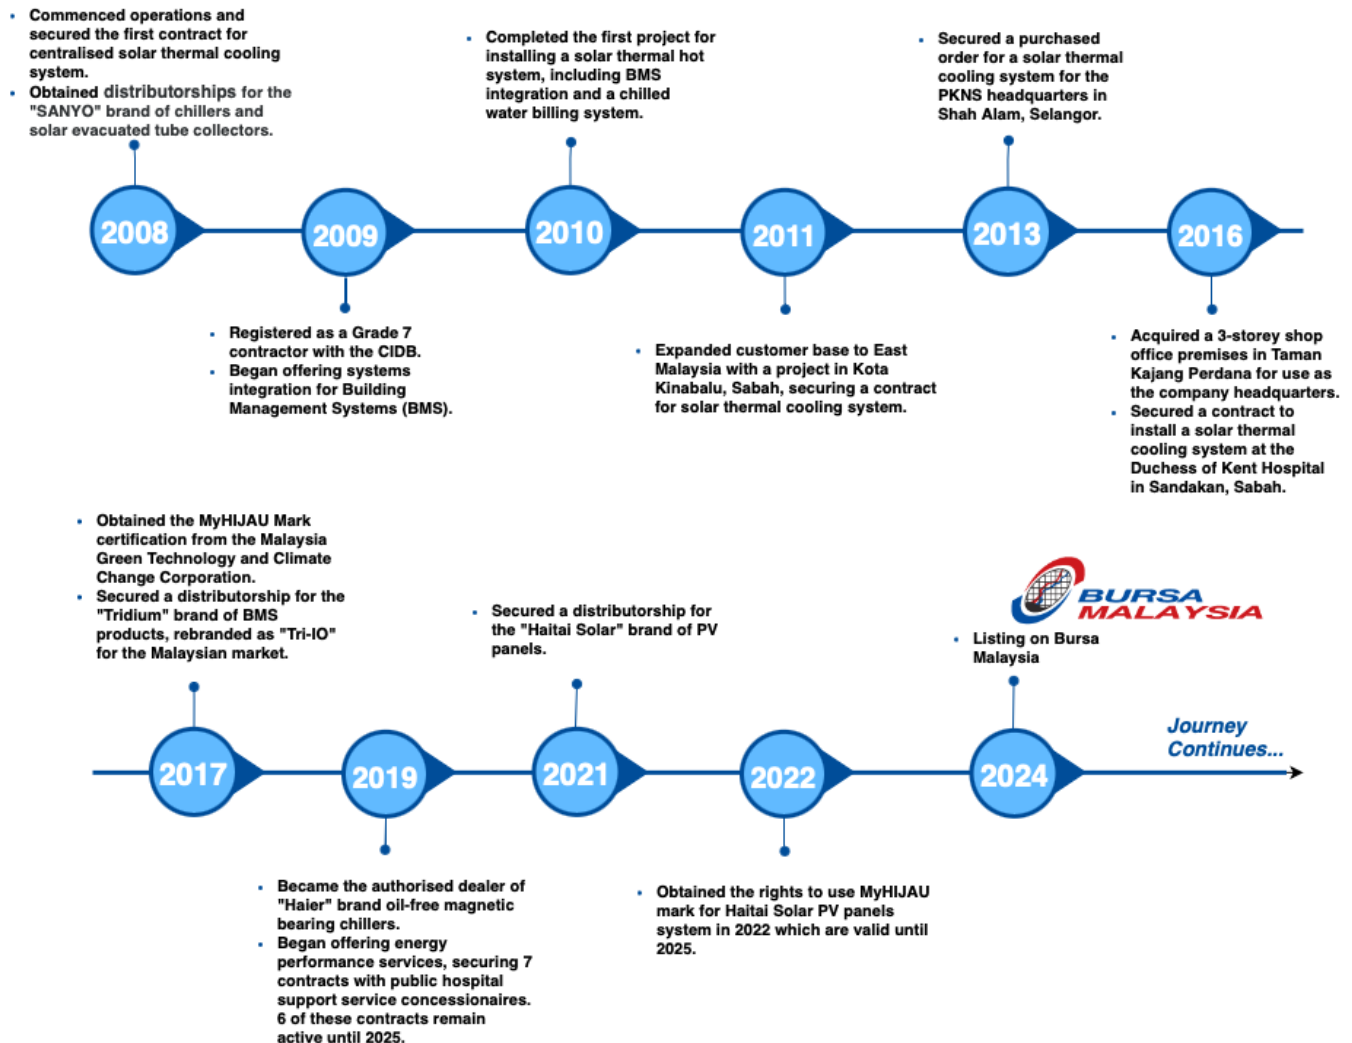 Commenced operations and
secured the first contract for
centralised solar thermal cooling
system.
Obtained distributorships for the
"SANYO" brand of chillers and
solar evacuated tube collectors.
Completed the first project for
installing a solar thermal hot
system, including BMS
integration and a chilled
water billing system.
Secured a purchased
order for a solar thermal
cooling system for the
PKNS headquarters in
Shah Alam, Selangor.
2008
2009
2010
2011
2013
2016
Registered as a Grade 7
contractor with the CIDB.
Began offering systems
integration for Building
Management Systems (BMS).
Expanded customer base to East
Malaysia with a project in Kota
Kinabalu, Sabah, securing a contract
for solar thermal cooling system.
Acquired a 3-storey shop
office premises in Taman
Kajang Perdana for use as
the company headquarters.
Secured a contract to
install a solar thermal
cooling system at the
Duchess of Kent Hospital
in Sandakan, Sabah.
Obtained the MyHIJAU Mark
certification from the Malaysia
Green Technology and Climate
Change Corporation.
Secured a distributorship for the
"Tridium" brand of BMS
products, rebranded as "Tri-IO"
for the Malaysian market.
Secured a distributorship for
the "Haitai Solar" brand of PV
panels.
BURSA
MALAYSIA
Listing on Bursa
Malaysia
Journey
Continues...
2017
2019
2021
2022
2024
Became the authorised dealer of
"Haier" brand oil-free magnetic
bearing chillers.
Began offering energy
performance services, securing 7
contracts with public hospital
support service concessionaires.
6 of these contracts remain
active until 2025.
Obtained the rights to use MyHIJAU
mark for Haitai Solar PV panels
system in 2022 which are valid until
2025.